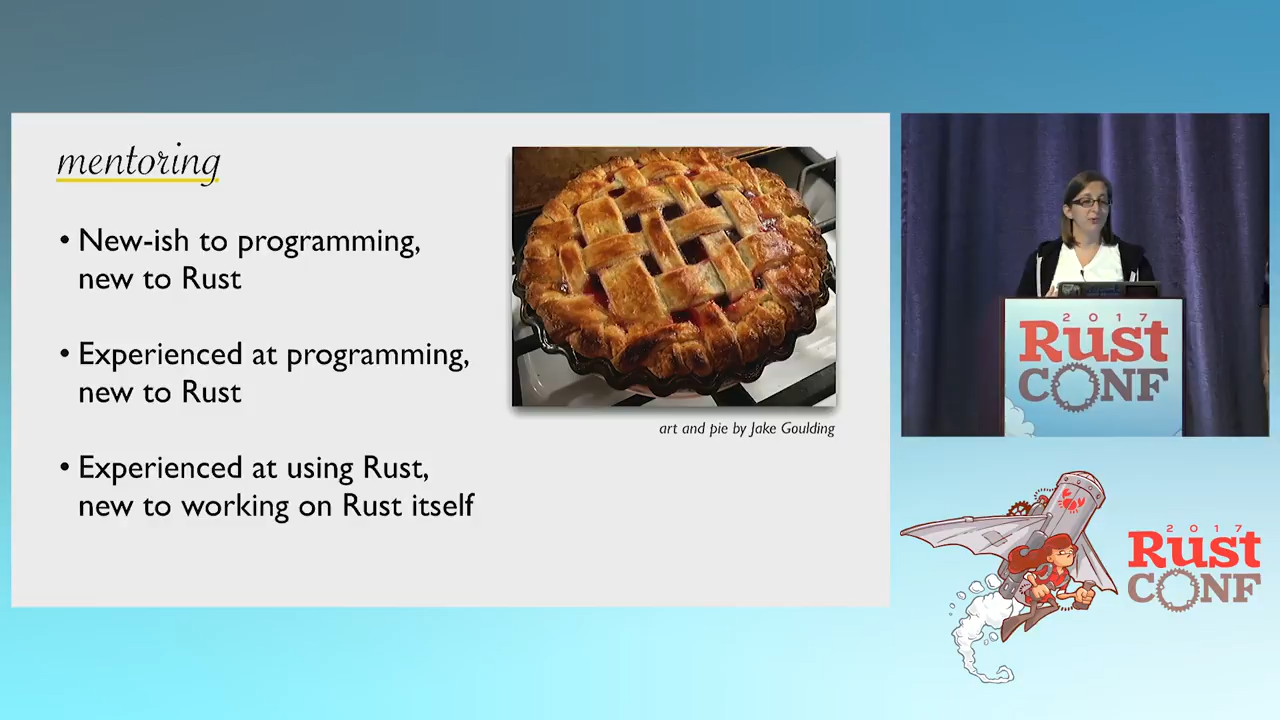 mentoring
• New-ish to programming,
new to Rust
• Experienced at programming,
new to Rust
• Experienced at using Rust,
new to working on Rust itself
art and pie by Jake Goulding
2017
Rust
CONF
2017
Rust
CONF